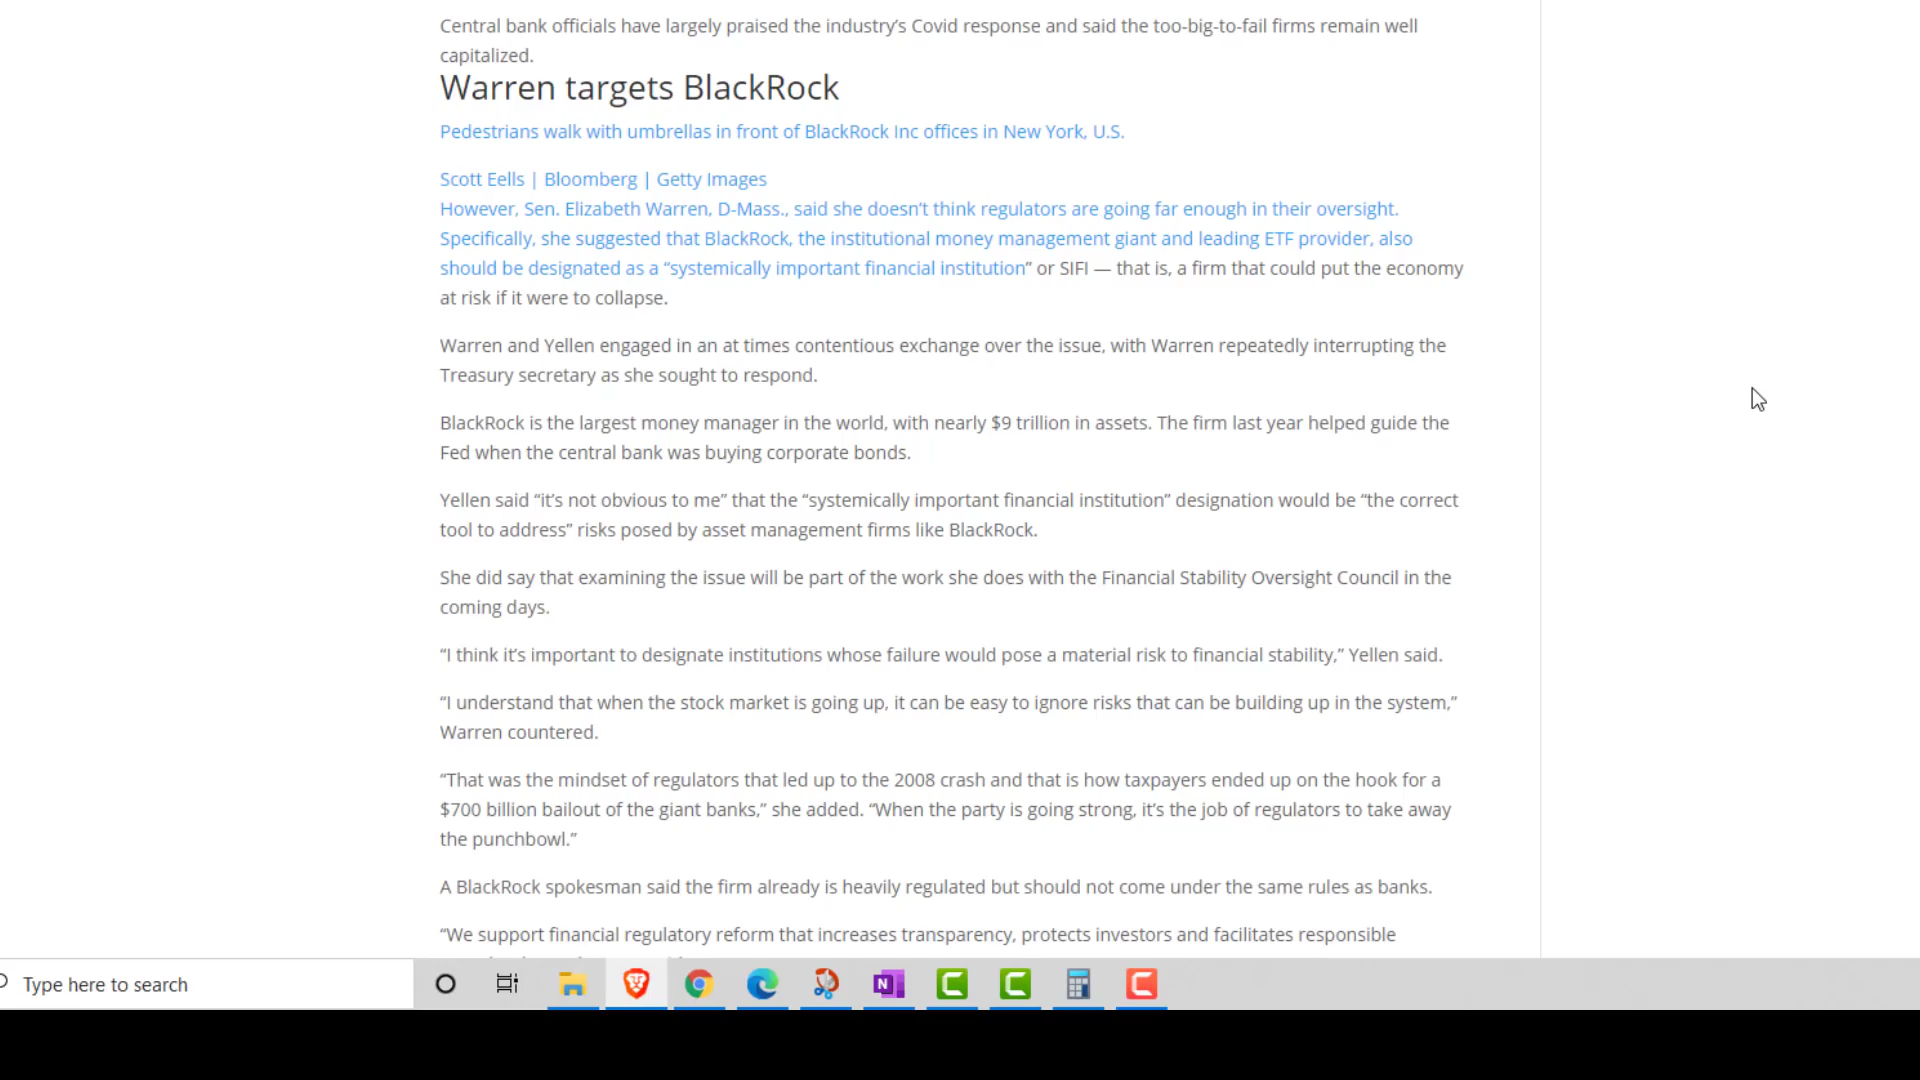 Central bank officials have largely praised the industry’s Covid response and said the too-big-to-fail firms remain well
capitalized.
Warren targets BlackRock
Pedestrians walk with umbrellas in front of BlackRock Inc offices in New York, U.S.
Scott Eells | Bloomberg | Getty Images
However, Sen. Elizabeth Warren, D-Mass., said she doesn’t think regulators are going far enough in their oversight.
Specifically, she suggested that BlackRock, the institutional money management giant and leading ETF provider, also
should be designated as a “systemically important financial institution” or SIFI — that is, a firm that could put the economy
at risk if it were to collapse.
Warren and Yellen engaged in an at times contentious exchange over the issue, with Warren repeatedly interrupting the
Treasury secretary as she sought to respond.
BlackRock is the largest money manager in the world, with nearly $9 trillion in assets. The firm last year helped guide the
Fed when the central bank was buying corporate bonds.
Yellen said “it’s not obvious to me” that the “systemically important financial institution” designation would be “the correct
tool to address” risks posed by asset management firms like BlackRock.
She did say that examining the issue will be part of the work she does with the Financial Stability Oversight Council in the
coming days.
“I think it’s important to designate institutions whose failure would pose a material risk to financial stability,” Yellen said.
“I understand that when the stock market is going up, it can be easy to ignore risks that can be building up in the system,”
Warren countered.
“That was the mindset of regulators that led up to the 2008 crash and that is how taxpayers ended up on the hook for a
$700 billion bailout of the giant banks,” she added. “When the party is going strong, it’s the job of regulators to take away
the punchbowl.”
A BlackRock spokesman said the firm already is heavily regulated but should not come under the same rules as banks.
“We support financial regulatory reform that increases transparency, protects investors and facilitates responsible
Type here to search